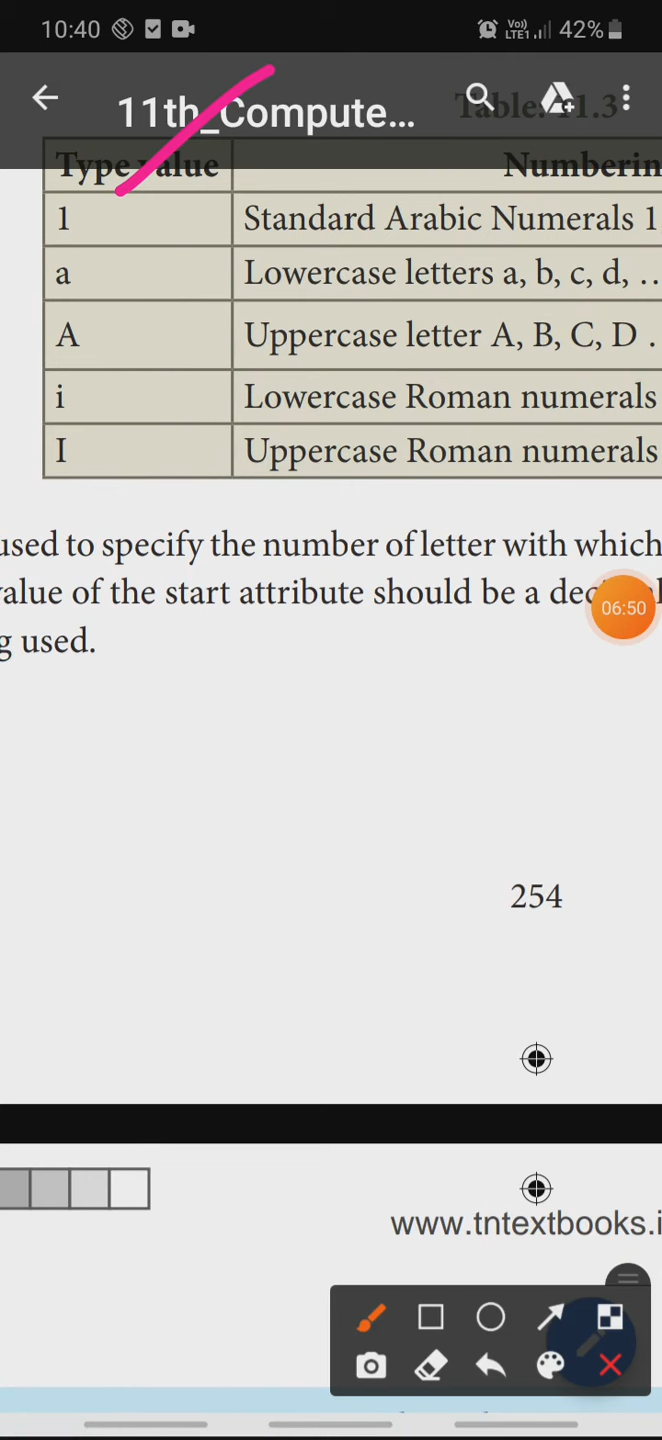 10:40 Vo)) LTE1 42%
11th_Compute... Table: 11.3
Type value Numberin
1 Standard Arabic Numerals 1
a Lowercase letters a, b, c, d, ..
A Uppercase letter A, B, C, D .
i Lowercase Roman numerals
I Uppercase Roman numerals
used to specify the number of letter with which
value of the start attribute should be a
06:50
g used.
254
www.tntextbooks.i